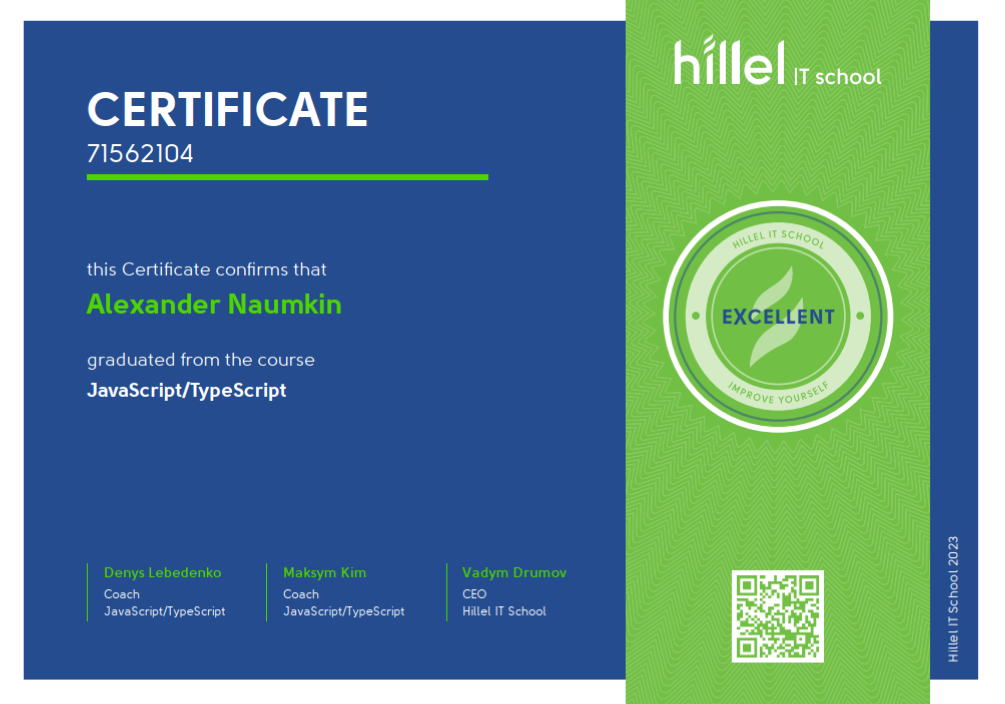 CERTIFICATE
71562104
this Certificate confirms that
Alexander Naumkin
graduated from the course
JavaScript/TypeScript
Denys Lebedenko
Coach
JavaScript/TypeScript
Maksym Kim
Coach
JavaScript/TypeScript
Vadym Drumov
CEO
Hillel IT School
hillel IT school
HILLEL IT SCHOOL
EXCELLENT
IMPROVE YOURSELF
Hillel IT School 2023